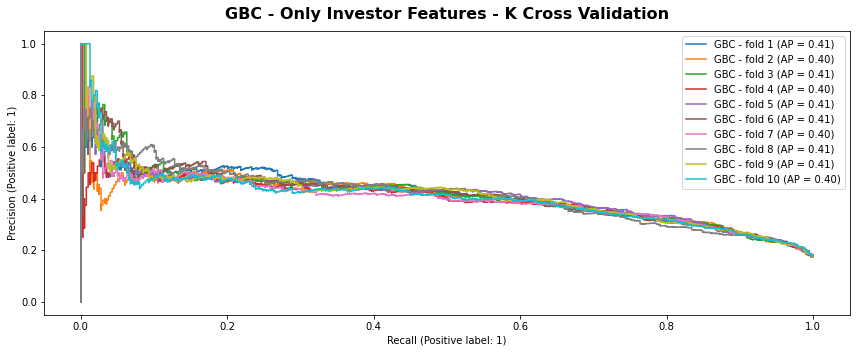 GBC - Only Investor Features - K Cross Validation
1.0
0.8
0.6
0.4
0.2
0.0
Precision (Positive label: 1)
GBC - fold 1 (AP = 0.41)
GBC - fold 2 (AP = 0.40)
GBC - fold 3 (AP = 0.41)
GBC - fold 4 (AP = 0.40)
GBC - fold 5 (AP = 0.41)
GBC - fold 6 (AP = 0.41)
GBC - fold 7 (AP = 0.40)
GBC - fold 8 (AP = 0.41)
GBC - fold 9 (AP = 0.41)
GBC - fold 10 (AP = 0.40)
0.0 0.2 0.4 0.6 0.8 1.0
Recall (Positive label: 1)